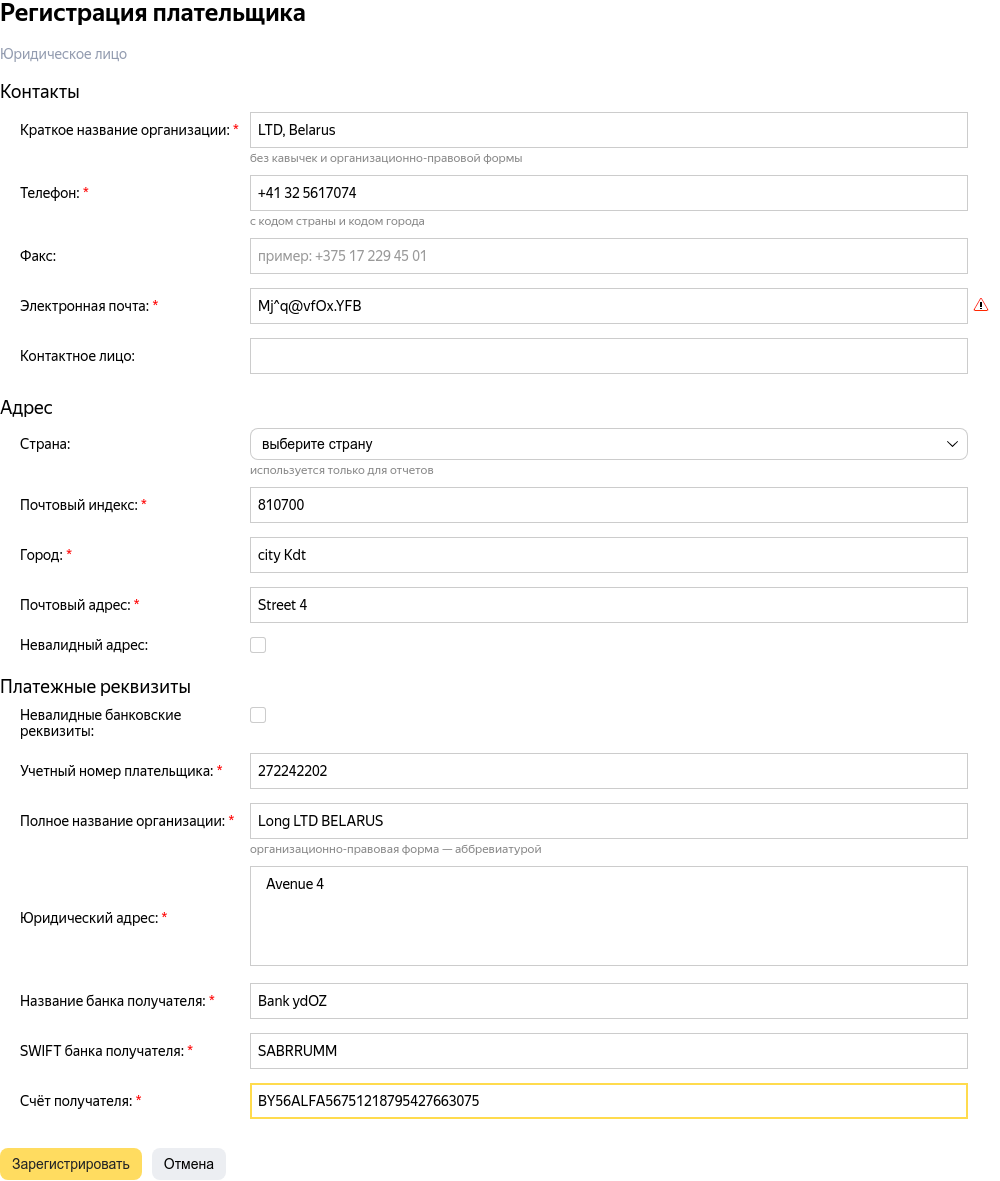 Регистрация плательщика
Юридическое лицо
Контакты
Краткое название организации: * LTD, Belarus
без кавычек и организационно-правовой формы
Телефон: * +41 32 5617074
с кодом страны и кодом города
Факс: пример: +375 17 229 45 01
Электронная почта: * Mj^q@vfOx.YFB
Контактное лицо:
Адрес
Страна: выберите страну
используется только для отчетов
Почтовый индекс: * 810700
Город: * city Kdt
Почтовый адрес: * Street 4
Невалидный адрес:
Платежные реквизиты
Невалидные банковские
реквизиты:
Учетный номер плательщика: * 272242202
Полное название организации: * Long LTD BELARUS
организационно-правовая форма — аббревиатурой
Avenue 4
Юридический адрес: *
Название банка получателя: * Bank ydOZ
SWIFT банка получателя: * SABRRUMM
Счёт получателя: * BY56ALFA56751218795427663075
Зарегистрировать Отмена